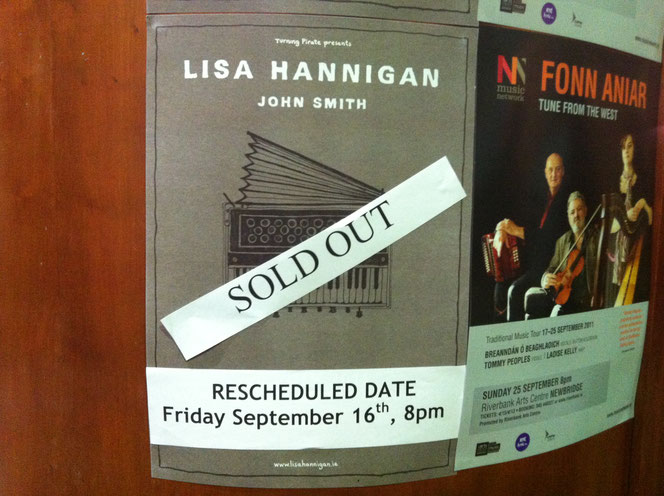 Turning Pirate presents
LISA HANNIGAN
JOHN SMITH
SOLD OUT
RESCHEDULED DATE
Friday September 16th, 8pm
www.lisahannigan.ie
music
network
FONN ANIAR
TUNE FROM THE WEST
Traditional Music Tour 17-25 SEPTEMBER 2011
BREANNDÁN Ó BEAGHLAOICH
TOMMY PEOPLES | LAOISE KELLY
SUNDAY 25 SEPTEMBER 8pm
Riverbank Arts Centre NEWBRIDGE